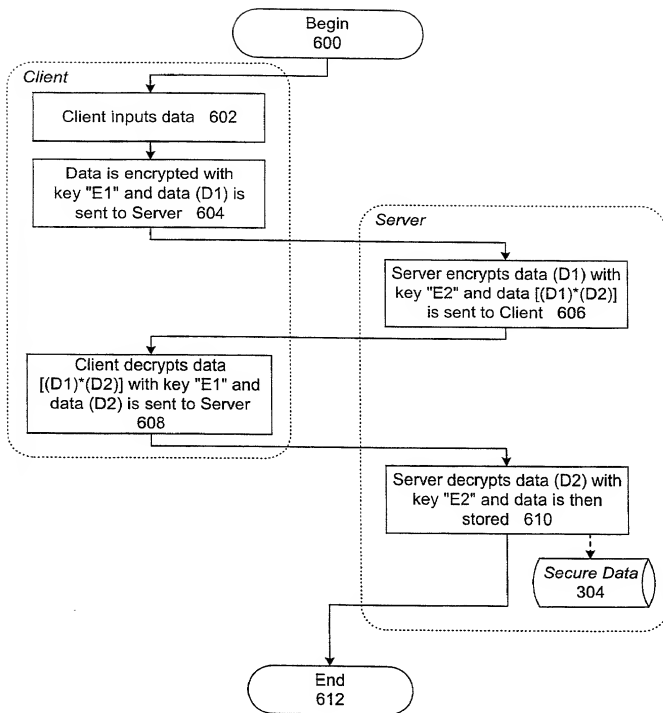 Begin
600
Client
Client inputs data 602
Data is encrypted with
key "E1" and data (D1) is
sent to Server 604
Server
Server encrypts data (D1) with
key "E2" and data [(D1)*(D2)]
is sent to Client 606
Client decrypts data
[(D1)*(D2)] with key "E1" and
data (D2) is sent to Server
608
Server decrypts data (D2) with
key "E2" and data is then
stored 610
Secure Data
304
End
612